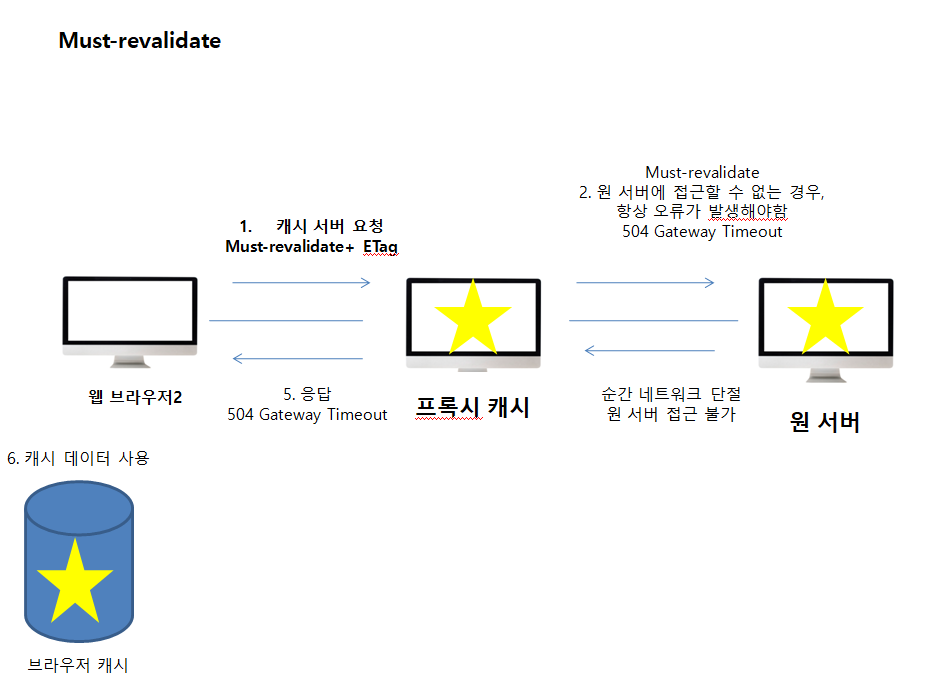 Must-revalidate
Must-revalidate
2. 원 서버에 접근할 수 없는 경우,
항상 오류가 발생해야함
504 Gateway Timeout
1. 캐시 서버 요청
Must-revalidate+ ETag
웹 브라우저2
5. 응답
504 Gateway Timeout
프록시 캐시
순간 네트워크 단절
원 서버 접근 불가
원 서버
6. 캐시 데이터 사용
브라우저 캐시